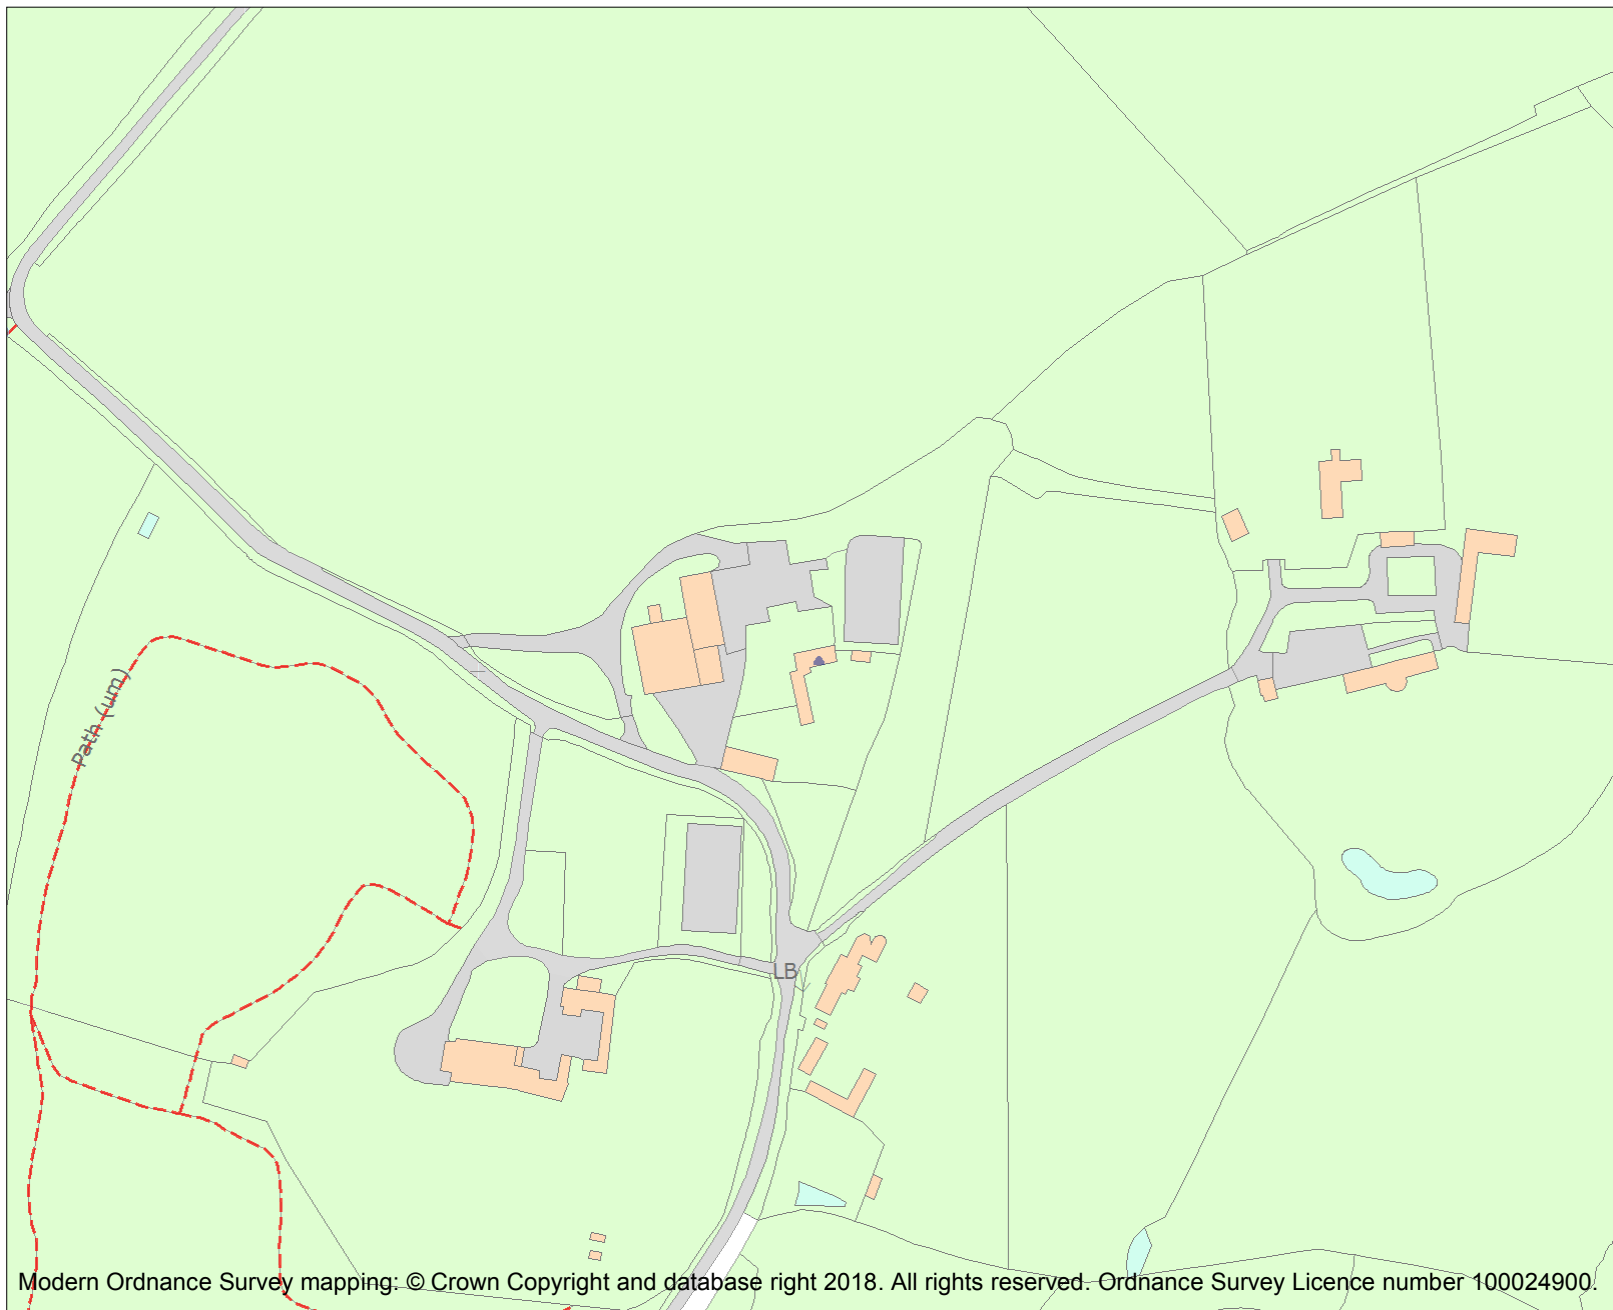 Path (um)
LB
Modern Ordnance Survey mapping: © Crown Copyright and database right 2018. All rights reserved. Ordnance Survey Licence number 100024900.